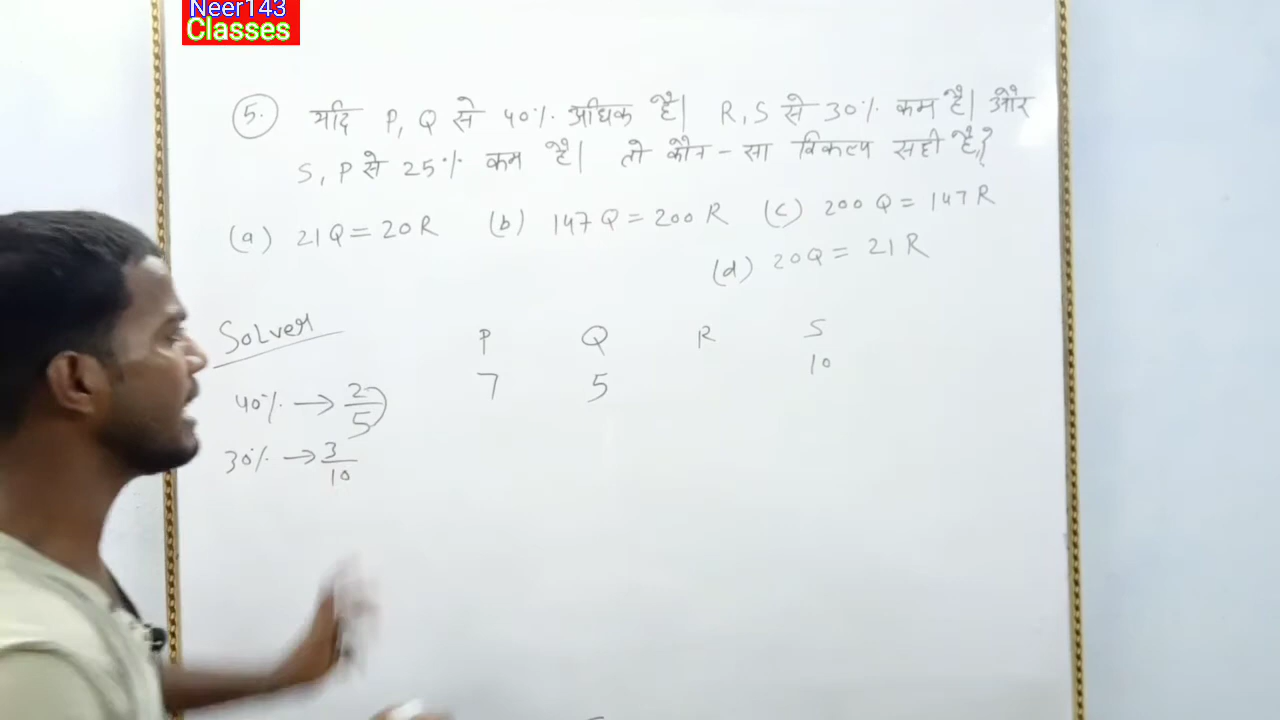 Neer143
Classes
5. यदि P, Q से 40% अधिक है| R, S से 30% कम है| और
S, P से 25% कम है| तो कौन-सा विकल्प सही है?
(a) 21Q = 20R (b) 147Q = 200R (c) 200Q = 147R
(d) 20Q = 21R
Solver
P Q R S
7 5 10
40% → 2/5
30% → 3/10